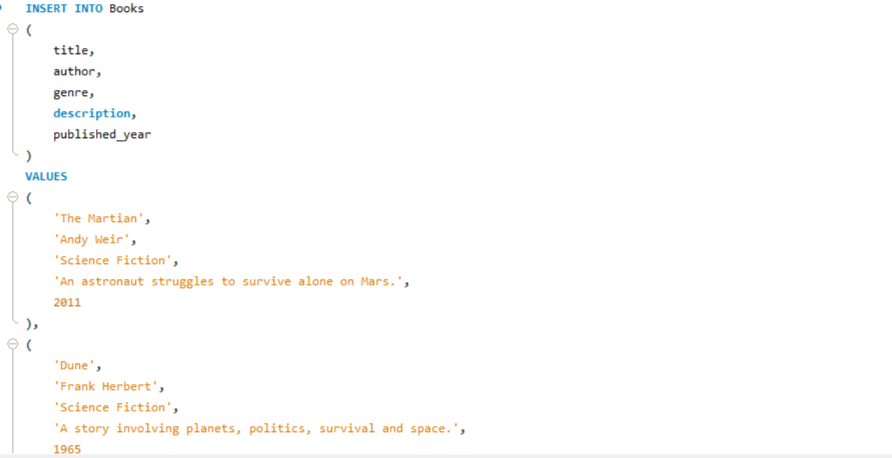 INSERT INTO Books
(
title,
author,
genre,
description,
published_year
)
VALUES
(
'The Martian',
'Andy Weir',
'Science Fiction',
'An astronaut struggles to survive alone on Mars.',
2011
),
(
'Dune',
'Frank Herbert',
'Science Fiction',
'A story involving planets, politics, survival and space.',
1965